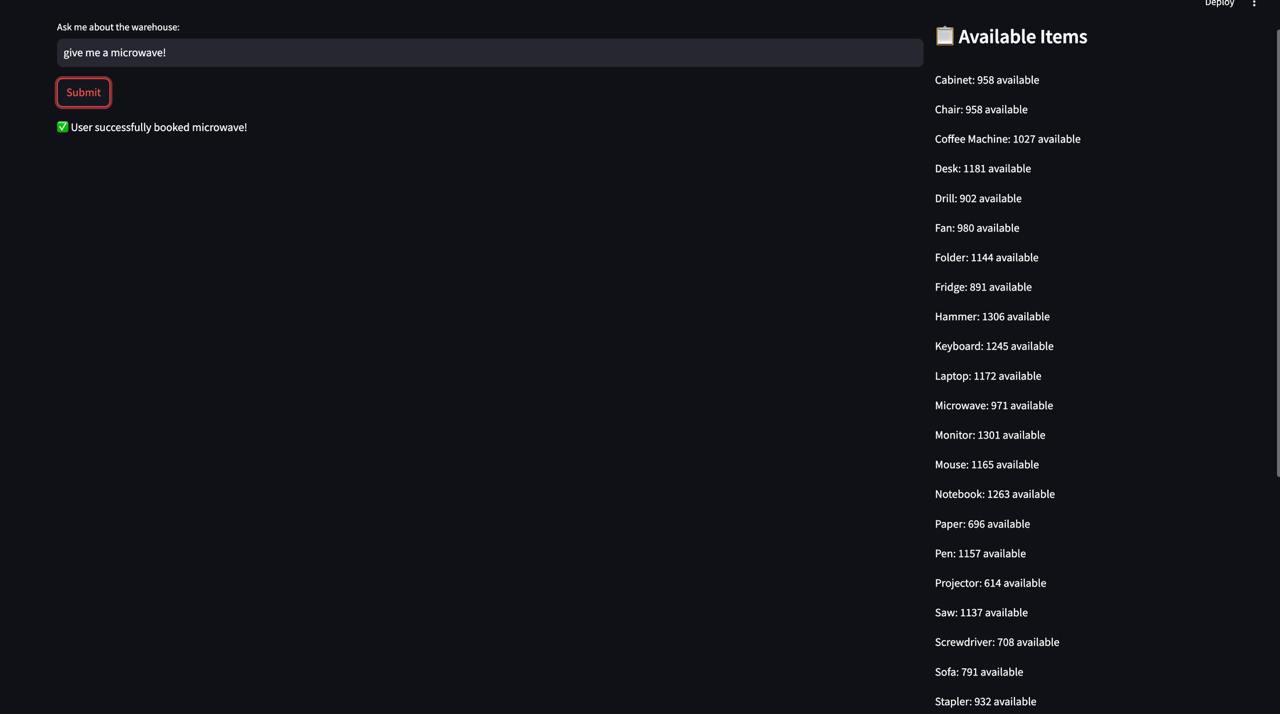 Deploy
Ask me about the warehouse:
give me a microwave!
Submit
✅ User successfully booked microwave!
📋 Available Items
Cabinet: 958 available
Chair: 958 available
Coffee Machine: 1027 available
Desk: 1181 available
Drill: 902 available
Fan: 980 available
Folder: 1144 available
Fridge: 891 available
Hammer: 1306 available
Keyboard: 1245 available
Laptop: 1172 available
Microwave: 971 available
Monitor: 1301 available
Mouse: 1165 available
Notebook: 1263 available
Paper: 696 available
Pen: 1157 available
Projector: 614 available
Saw: 1137 available
Screwdriver: 708 available
Sofa: 791 available
Stapler: 932 available